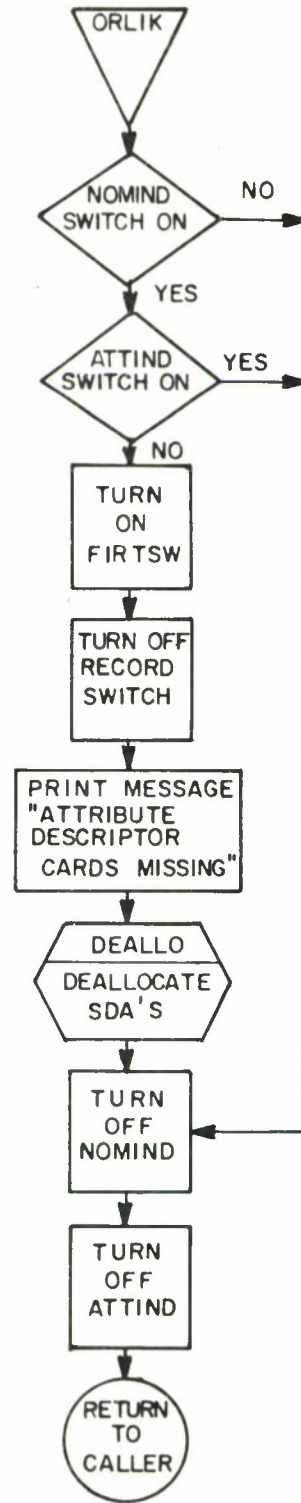 ORLIK
NOMIND
SWITCH ON
NO
YES
ATTIND
SWITCH ON
YES
NO
TURN
ON
FIRTSW
TURN OFF
RECORD
SWITCH
PRINT MESSAGE
"ATTRIBUTE
DESCRIPTOR
CARDS MISSING"
DEALLO
DEALLOCATE
SDA'S
TURN
OFF
NOMIND
TURN
OFF
ATTIND
RETURN
TO
CALLER